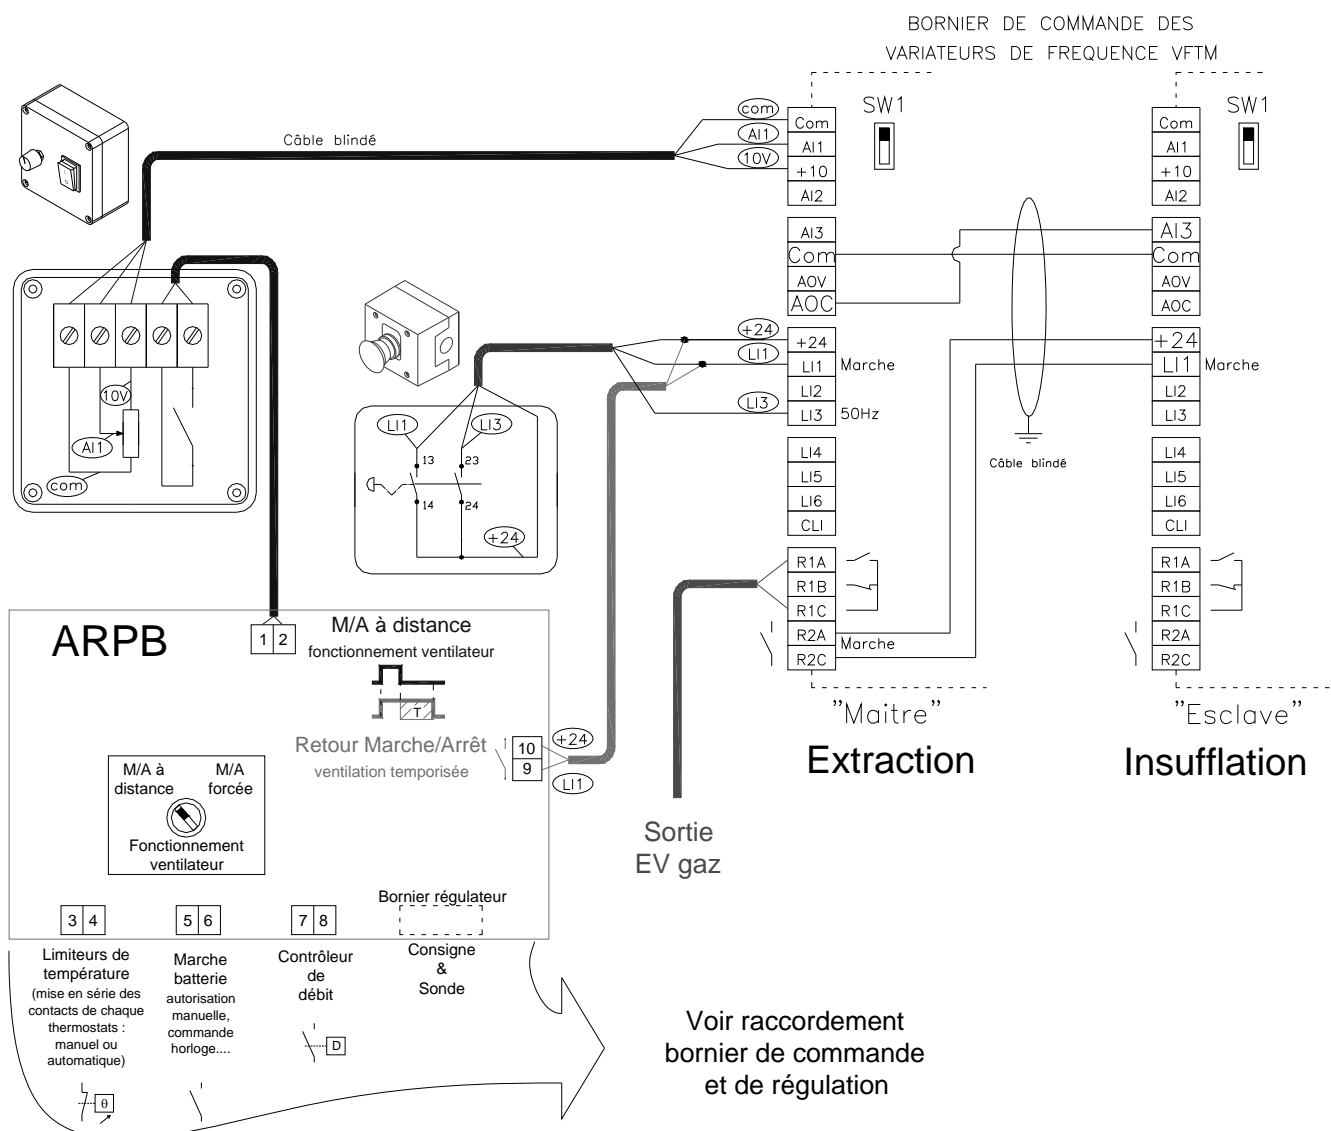 BORNIER DE COMMANDE DES
VARIATEURS DE FREQUENCE VFTM
Câble blindé
com
AI1
10V
Com
AI1
+10
AI2
SW1
AI3
Com
AOV
AOC
+24
LI1
LI3
+24
LI1 Marche
LI2
LI3 50Hz
LI4
LI5
LI6
CLI
R1A
R1B
R1C
R2A
R2C
Marche
"Maitre"
Extraction
Câble blindé
Com
AI1
+10
AI2
SW1
AI3
Com
AOV
AOC
+24
LI1 Marche
LI2
LI3
LI4
LI5
LI6
CLI
R1A
R1B
R1C
R2A
R2C
"Esclave"
Insufflation
10V
AI1
com
LI1
LI3
13
23
14
24
+24
ARPB
1 2
M/A à distance
fonctionnement ventilateur
T
Retour Marche/Arrêt
ventilation temporisée
10
9
+24
LI1
M/A à
distance
M/A
forcée
Fonctionnement
ventilateur
Sortie
EV gaz
3 4
5 6
7 8
Bornier régulateur
Limiteurs de
température
(mise en série des
contacts de chaque
thermostats :
manuel ou
automatique)
θ
Marche
batterie
autorisation
manuelle,
commande
horloge....
Contrôleur
de
débit
D
Consigne
&
Sonde
Voir raccordement
bornier de commande
et de régulation